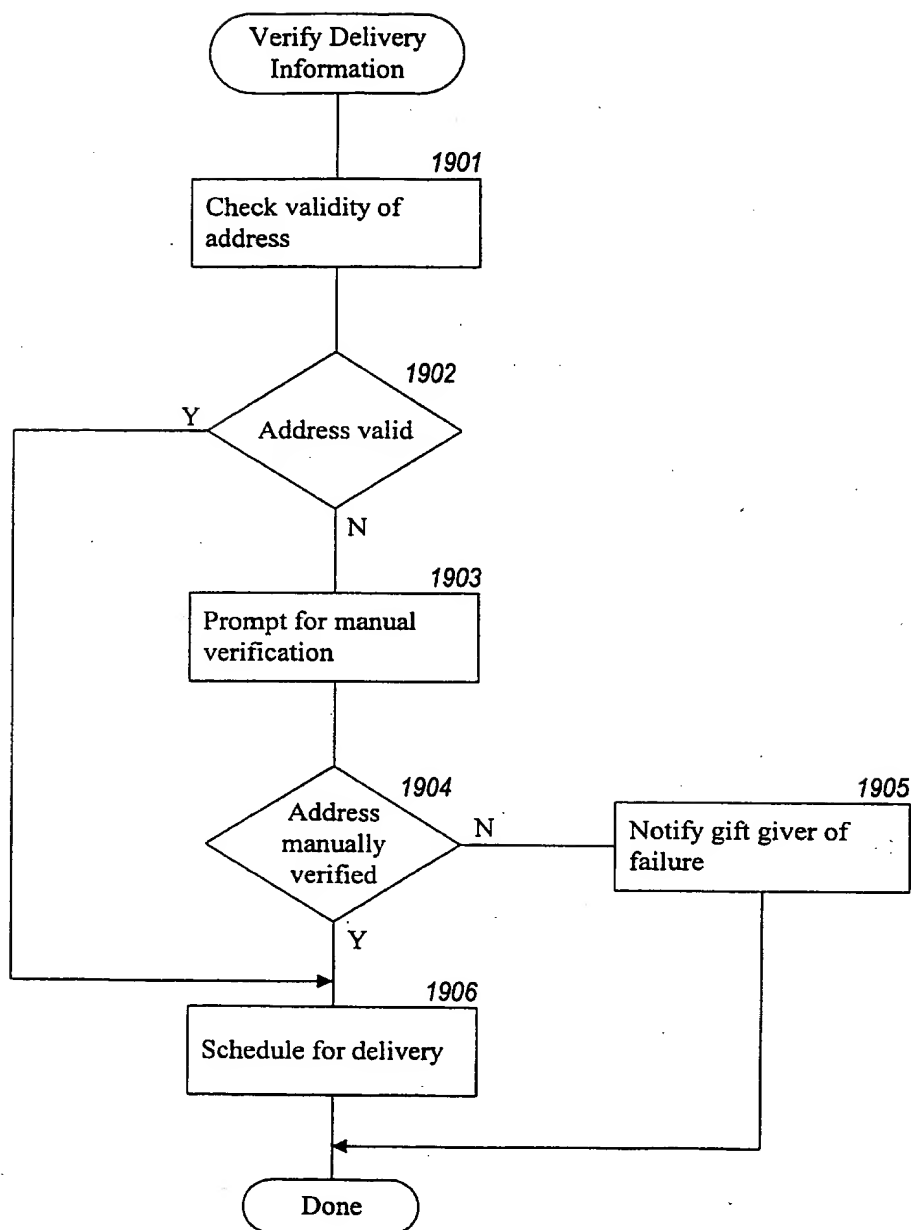 Verify Delivery
Information
1901
Check validity of
address
1902
Y
Address valid
N
1903
Prompt for manual
verification
1904
Address
manually
verified
N
1905
Notify gift giver of
failure
Y
1906
Schedule for delivery
Done